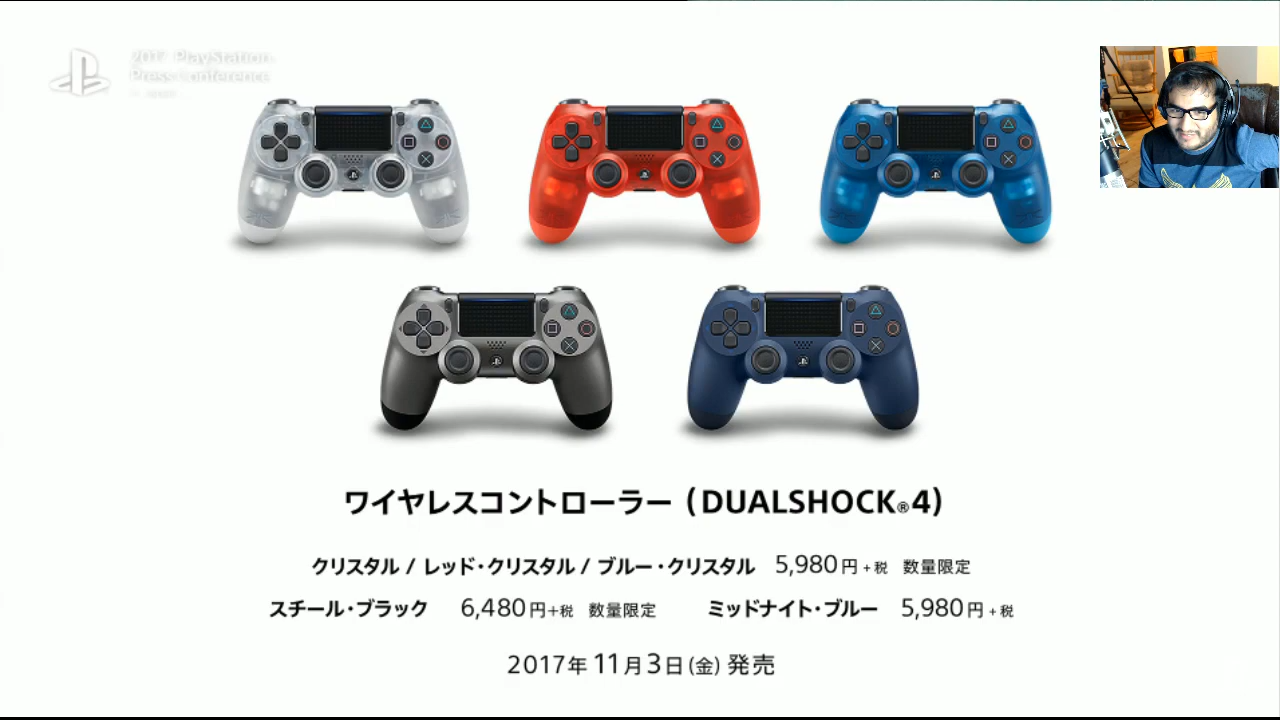 2017 PlayStation
Press Conference
ワイヤレスコントローラー（DUALSHOCK®4）
クリスタル / レッド・クリスタル / ブルー・クリスタル 5,980円+税 数量限定
スチール・ブラック 6,480円+税 数量限定 ミッドナイト・ブルー 5,980円+税
2017年11月3日(金) 発売